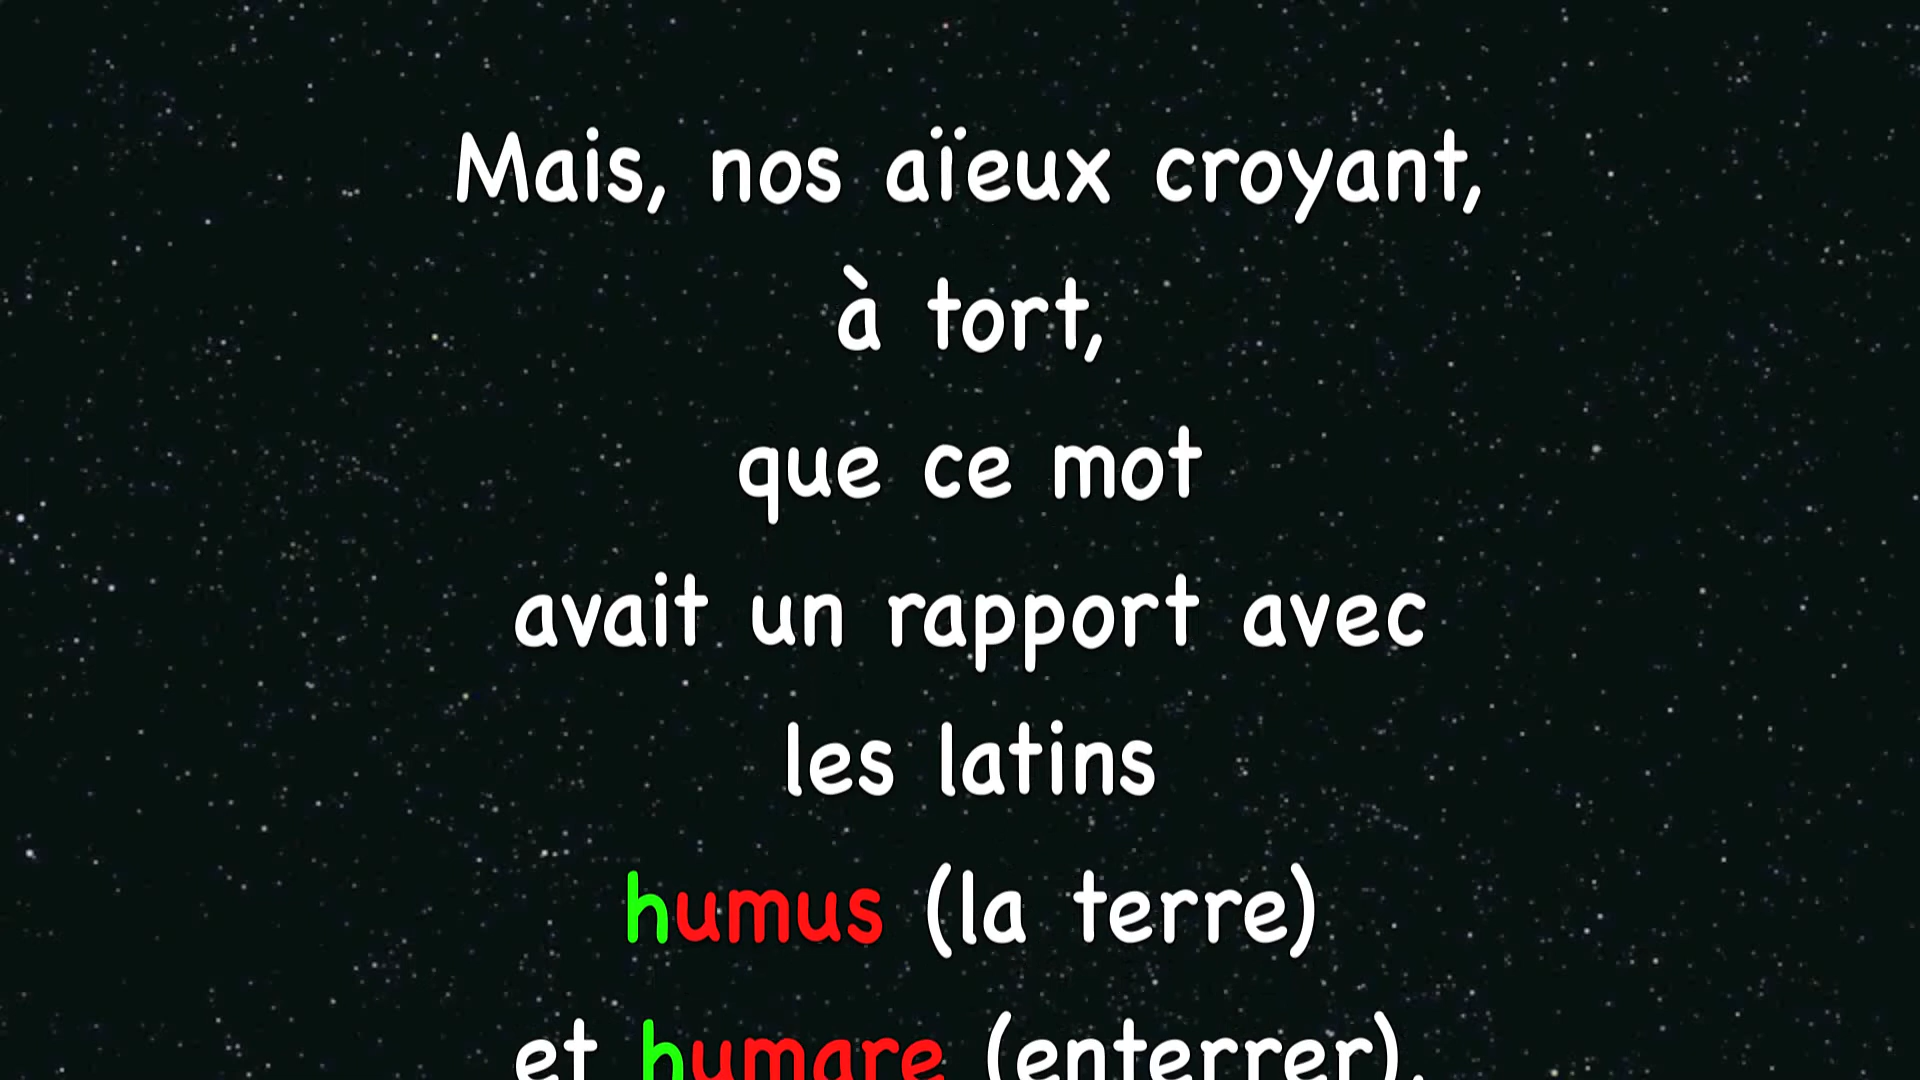 Mais, nos aïeux croyant,
à tort,
que ce mot
avait un rapport avec
les latins
humus (la terre)
et humare (enterrer),